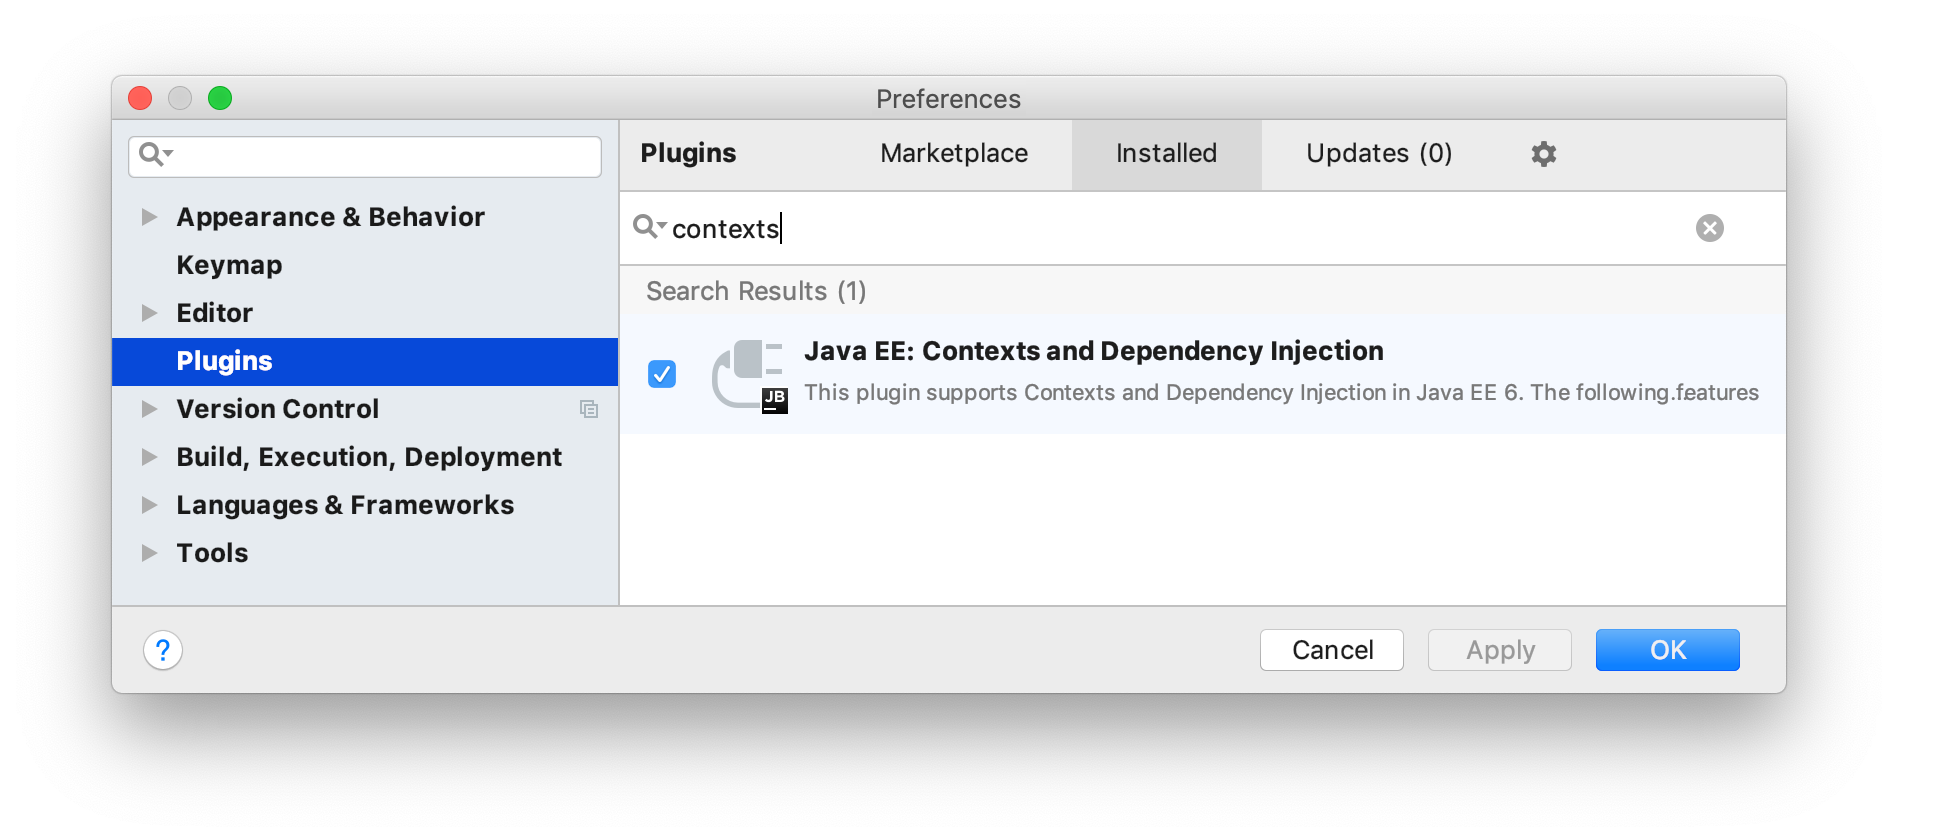 Preferences
Plugins Marketplace Installed Updates (0)
Appearance & Behavior
Keymap
Editor
Plugins
Version Control
Build, Execution, Deployment
Languages & Frameworks
Tools
contexts
Search Results (1)
Java EE: Contexts and Dependency Injection
JB
This plugin supports Contexts and Dependency Injection in Java EE 6. The following features
?
Cancel Apply OK